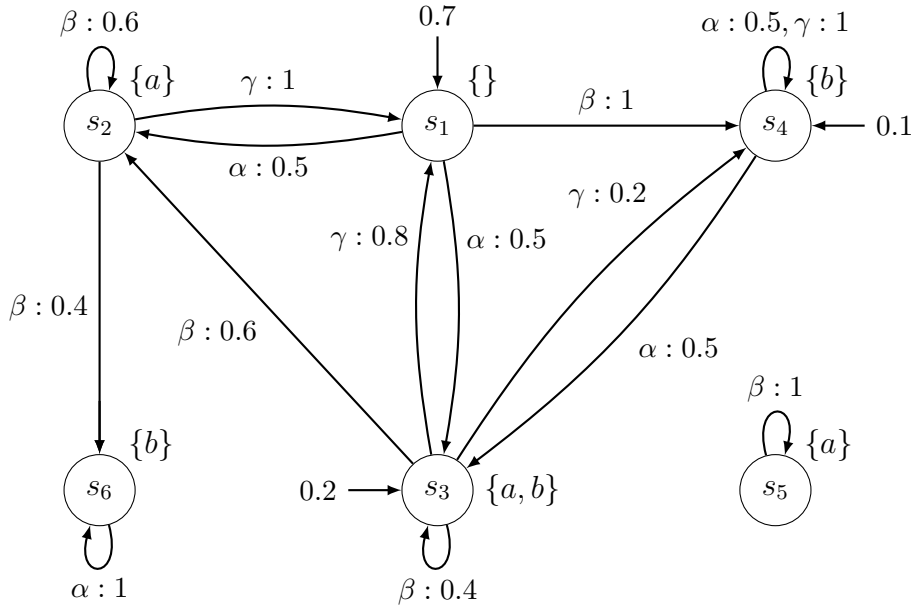 0.7
β : 0.6
α : 0.5, γ : 1
{a}
{}
{b}
γ : 1
β : 1
s₂
s₁
s₄
0.1
α : 0.5
γ : 0.2
γ : 0.8
α : 0.5
β : 0.4
β : 0.6
α : 0.5
β : 1
{b}
{a}
s₆
0.2
s₃
{a, b}
s₅
α : 1
β : 0.4